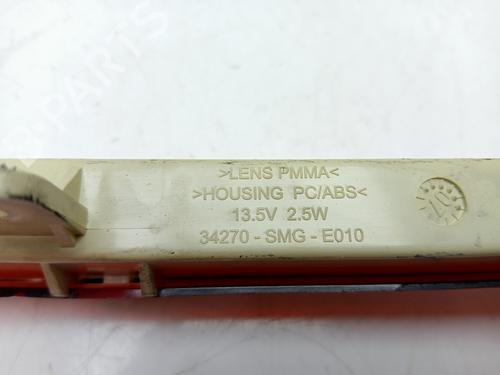 >LENS PMMA<
>HOUSING PC/ABS<
13.5V 2.5W
34270-SMG-E010